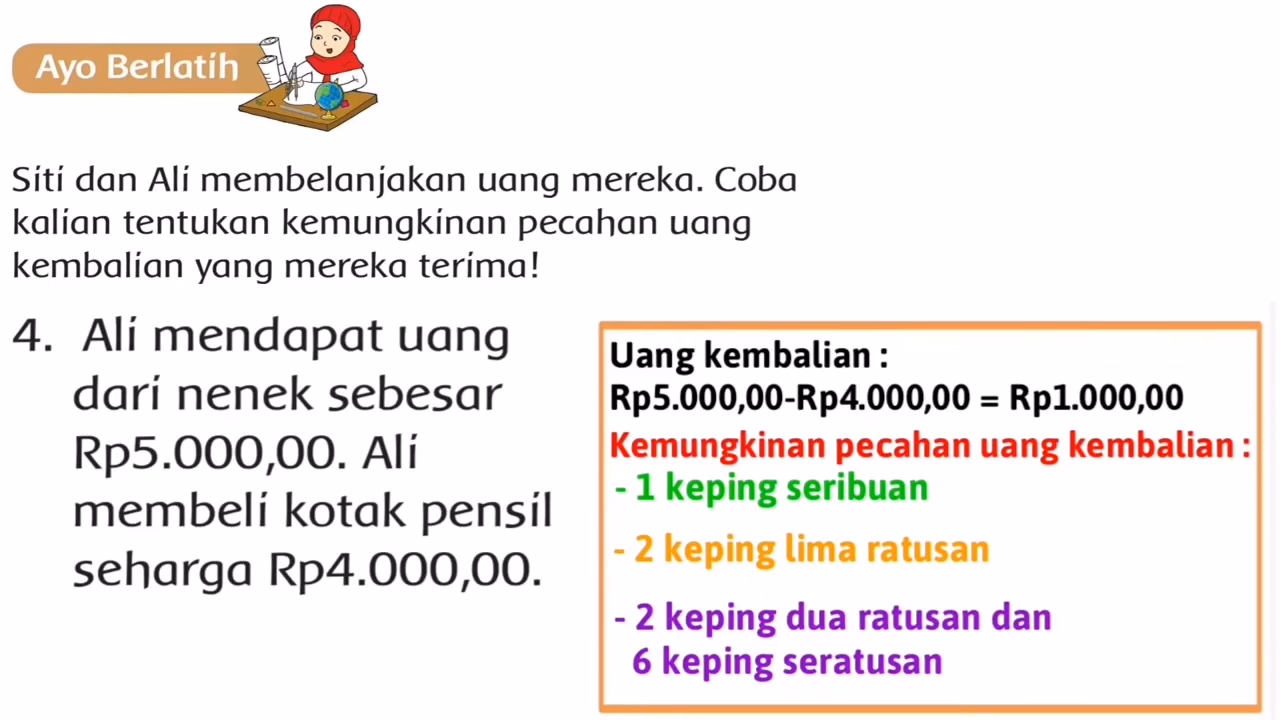 Ayo Berlatih
Siti dan Ali membelanjakan uang mereka. Coba
kalian tentukan kemungkinan pecahan uang
kembalian yang mereka terima!
4. Ali mendapat uang
dari nenek sebesar
Rp5.000,00. Ali
membeli kotak pensil
seharga Rp4.000,00.
Uang kembalian :
Rp5.000,00-Rp4.000,00 = Rp1.000,00
Kemungkinan pecahan uang kembalian :
- 1 keping seribuan
- 2 keping lima ratusan
- 2 keping dua ratusan dan
6 keping seratusan